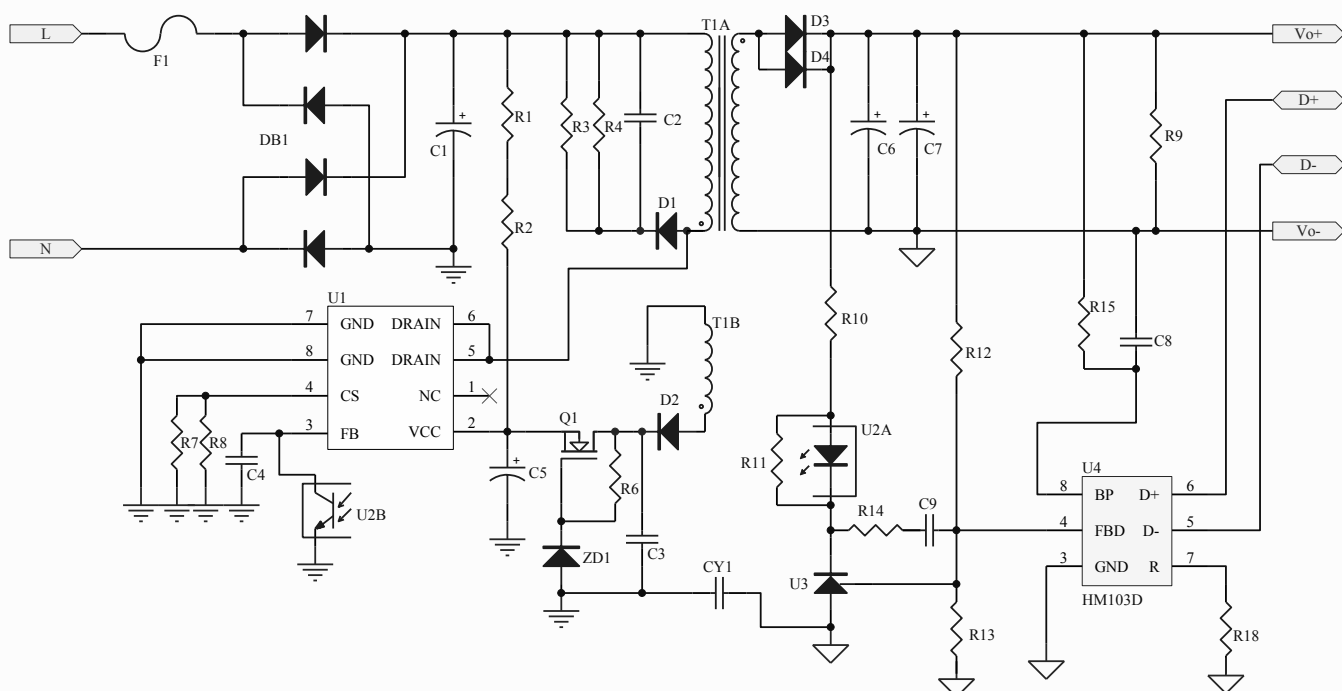 L
F1
DB1
N
C1
R1
R2
R3
R4
C2
D1
T1A
D3
D4
C6
C7
R9
Vo+
D+
D-
Vo-
U1
7 GND DRAIN 6
8 GND DRAIN 5
4 CS NC 1
3 FB VCC 2
R7
R8
C4
U2B
C5
Q1
R6
ZD1
C3
D2
T1B
CY1
R10
R11
U2A
R14
C9
U3
R12
R13
R15
C8
U4
8 BP D+ 6
4 FBD D- 5
3 GND R 7
HM103D
R18